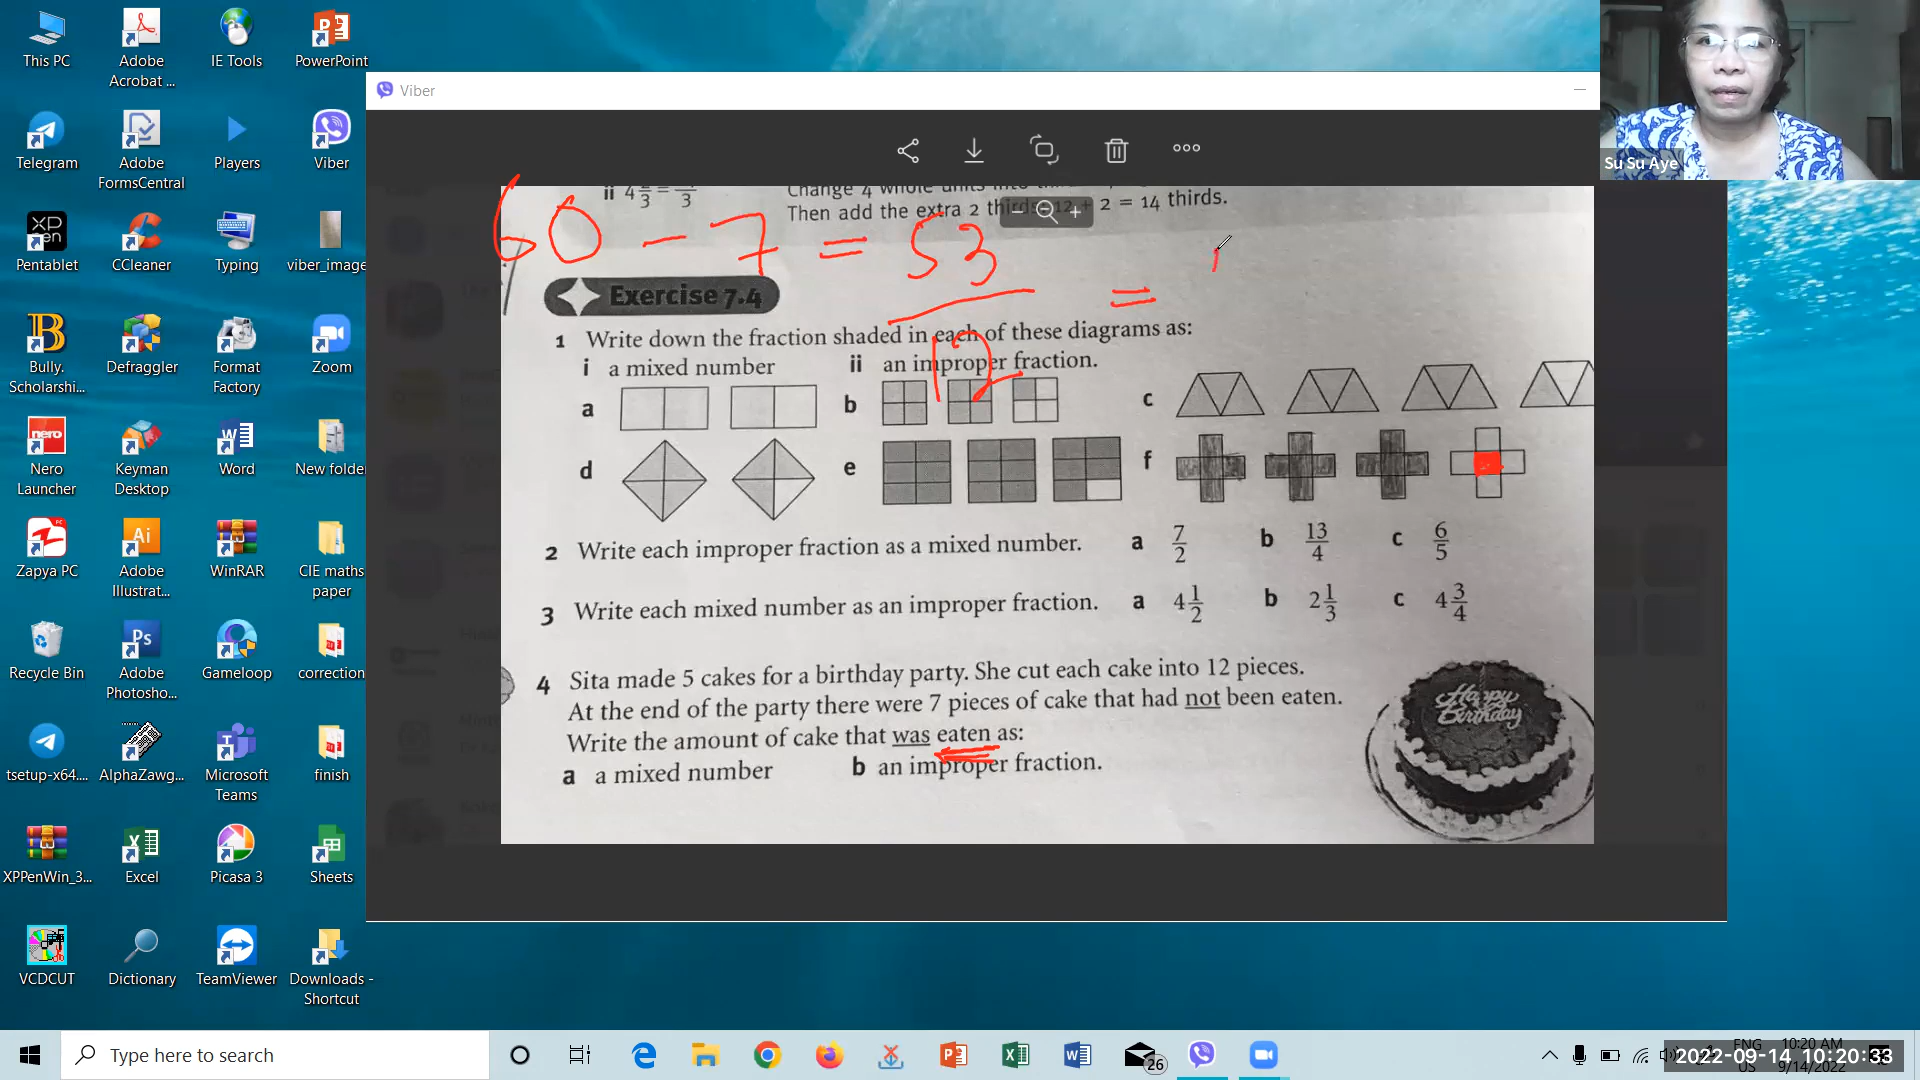 This PC
Adobe Acrobat ...
IE Tools
PowerPoint
Telegram
Adobe FormsCentral
Players
Viber
Pentablet
CCleaner
Typing
viber_image
Bully. Scholarshi...
Defraggler
Format Factory
Zoom
Nero Launcher
Keyman Desktop
Word
New folder
Zapya PC
Adobe Illustrat...
WinRAR
CIE maths paper
Recycle Bin
Adobe Photosho...
Gameloop
correction
tsetup-x64....
AlphaZawg...
Microsoft Teams
finish
XPPenWin_3...
Excel
Picasa 3
Sheets
VCDCUT
Dictionary
TeamViewer
Downloads - Shortcut
Viber
Su Su Aye
Then add the extra 2 thirds 12 + 2 = 14 thirds.
60 - 7 = 53
12
=
Exercise 7.4
1 Write down the fraction shaded in each of these diagrams as:
i a mixed number ii an improper fraction.
a b c
d e f
2 Write each improper fraction as a mixed number. a 7/2 b 13/4 c 6/5
3 Write each mixed number as an improper fraction. a 4 1/2 b 2 1/3 c 4 3/4
4 Sita made 5 cakes for a birthday party. She cut each cake into 12 pieces.
At the end of the party there were 7 pieces of cake that had not been eaten.
Write the amount of cake that was eaten as:
a a mixed number b an improper fraction.
Happy Birthday
Type here to search
26
ENG
US
10:20 AM
9/14/2022
2022-09-14 10:20:33